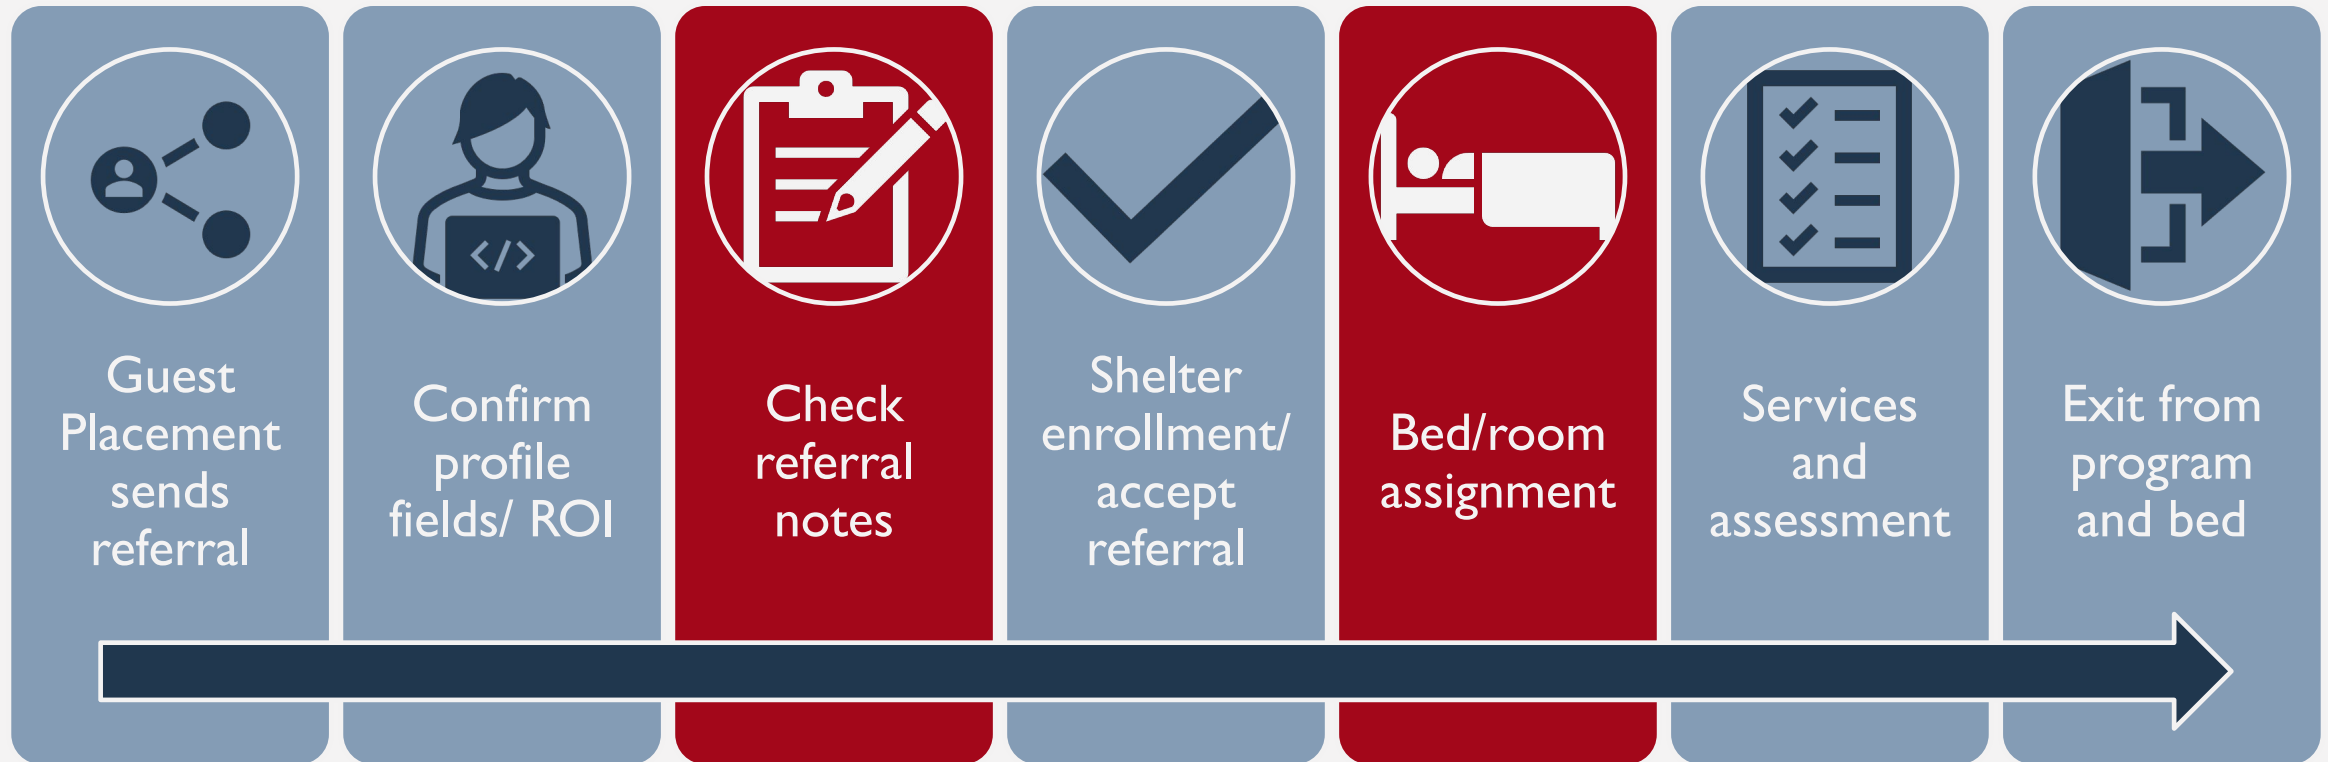 Guest
Placement
sends
referral
Confirm
profile
fields/ ROI
</>
Check
referral
notes
Shelter
enrollment/
accept
referral
Bed/room
assignment
Services
and
assessment
Exit from
program
and bed